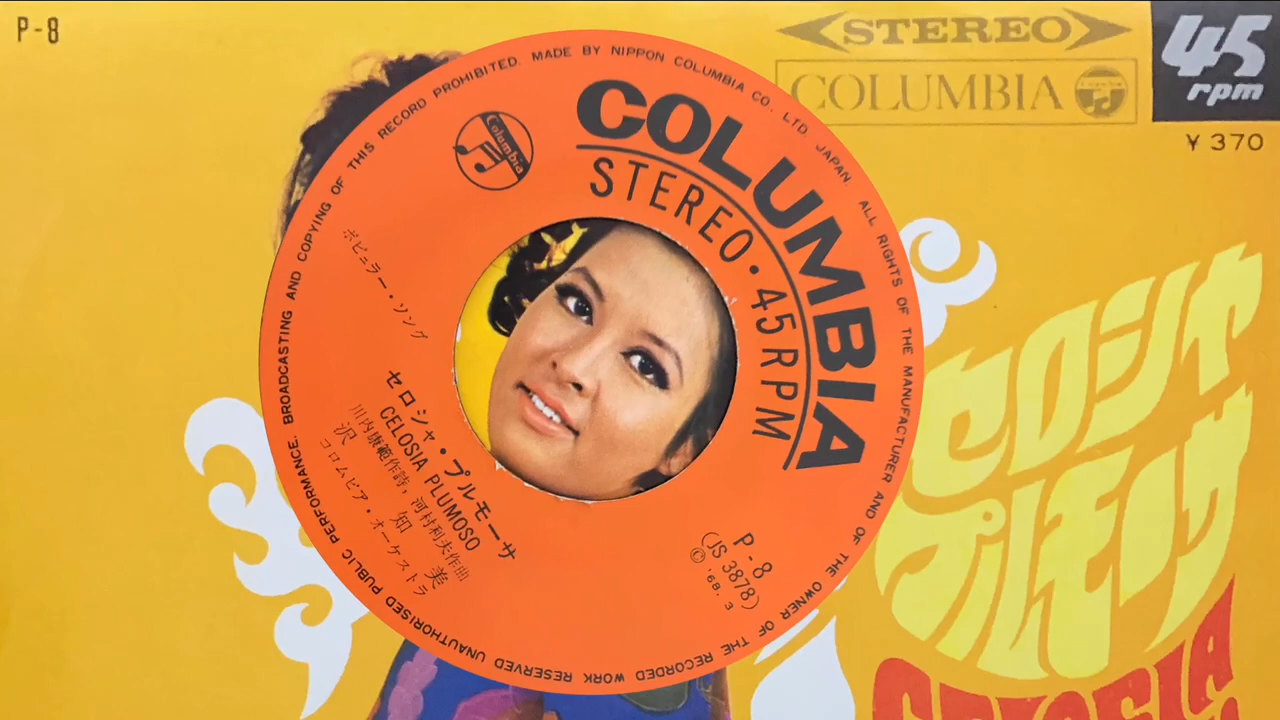 P-8
STEREO
COLUMBIA
45
rpm
¥ 370
セロシャ
プルモーサ
CELOSIA
BROADCASTING AND COPYING OF THIS RECORD PROHIBITED. MADE BY NIPPON COLUMBIA CO., LTD. JAPAN. ALL RIGHTS OF THE MANUFACTURER AND OF THE OWNER OF THE RECORDED WORK RESERVED UNAUTHORISED PUBLIC PERFORMANCE.
Columbia
COLUMBIA
STEREO・45 RPM
ポピュラー・ソング
セロシャ・プルモーサ
CELOSIA PLUMOSO
川内康範作詩, 河村利夫作曲
沢 知美
コロムビア・オーケストラ
P-8
(JS 3878)
© '68. 3